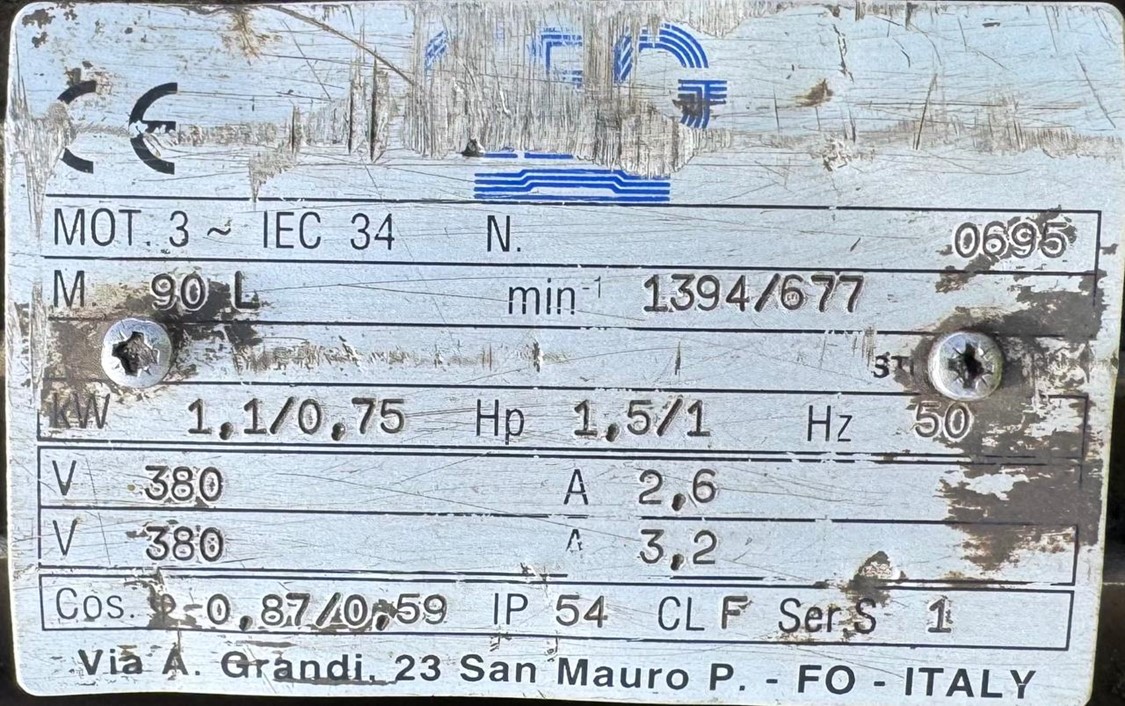 CE
MOT. 3 ~ IEC 34 N. 0695
M 90 L min-1 1394/677
kW 1,1/0,75 Hp 1,5/1 Hz 50
V 380 A 2,6
V 380 A 3,2
Cos. φ 0,87/0,59 IP 54 CL F Ser.S 1
Via A. Grandi, 23 San Mauro P. - FO - ITALY